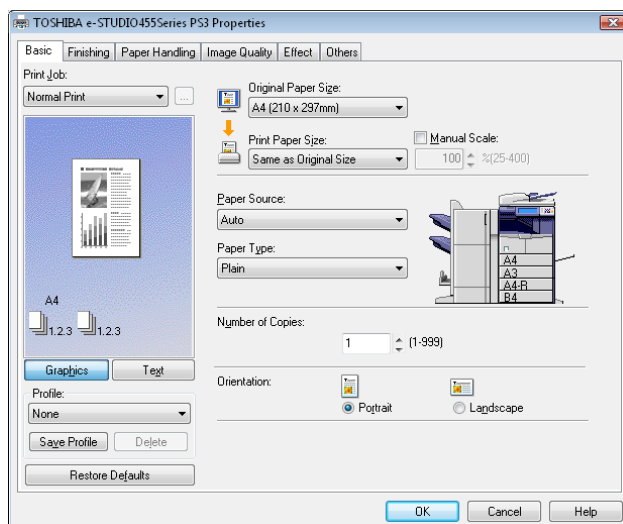 TOSHIBA e-STUDIO455Series PS3 Properties
Basic Finishing Paper Handling Image Quality Effect Others
Print Job:
Normal Print ...
A4
1.2.3 1.2.3
Graphics Text
Profile:
None
Save Profile Delete
Restore Defaults
Original Paper Size:
A4 (210 x 297mm)
Print Paper Size:
Same as Original Size
Manual Scale:
100 %(25-400)
Paper Source:
Auto
Paper Type:
Plain
A4
A3
A4-R
B4
Number of Copies:
1 (1-999)
Orientation:
Portrait Landscape
OK Cancel Help